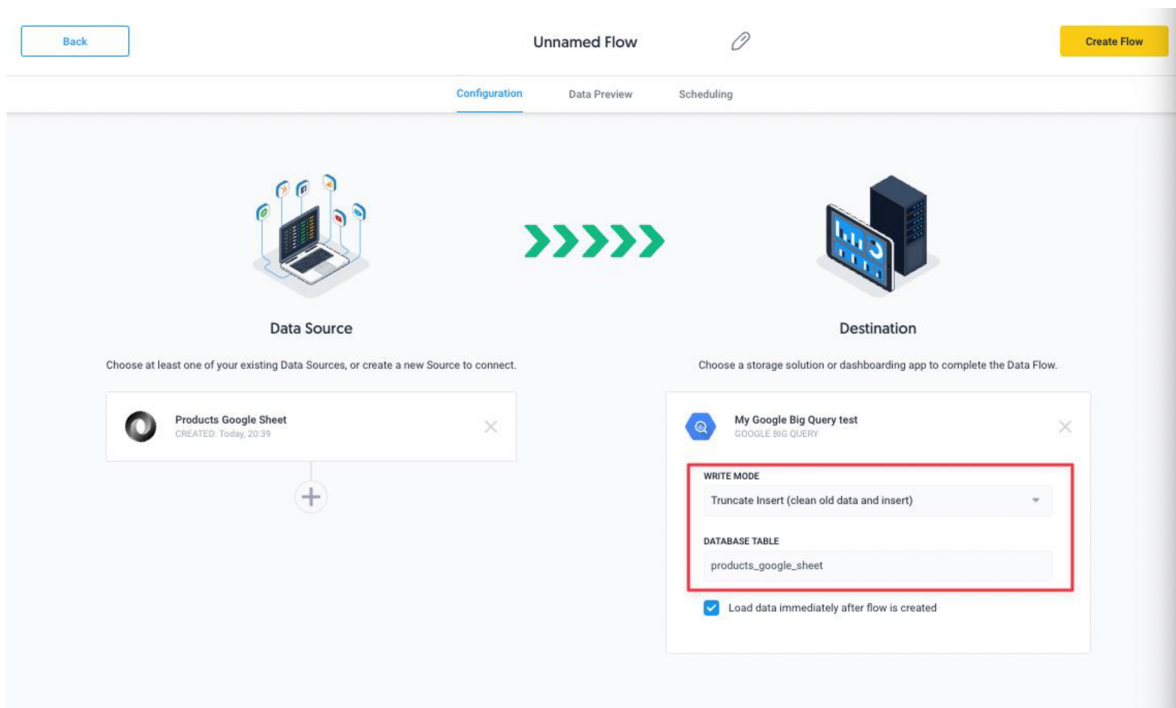 Back
Unnamed Flow
Create Flow
Configuration
Data Preview
Scheduling
Data Source
Choose at least one of your existing Data Sources, or create a new Source to connect.
Products Google Sheet
CREATED: Today, 20:39
Destination
Choose a storage solution or dashboarding app to complete the Data Flow.
My Google Big Query test
GOOGLE BIG QUERY
WRITE MODE
Truncate Insert (clean old data and insert)
DATABASE TABLE
products_google_sheet
Load data immediately after flow is created